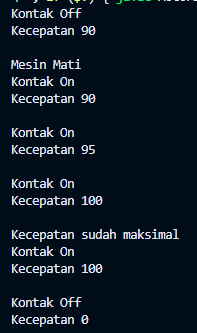 Kontak Off
Kecepatan 90
Mesin Mati
Kontak On
Kecepatan 90
Kontak On
Kecepatan 95
Kontak On
Kecepatan 100
Kecepatan sudah maksimal
Kontak On
Kecepatan 100
Kontak Off
Kecepatan 0